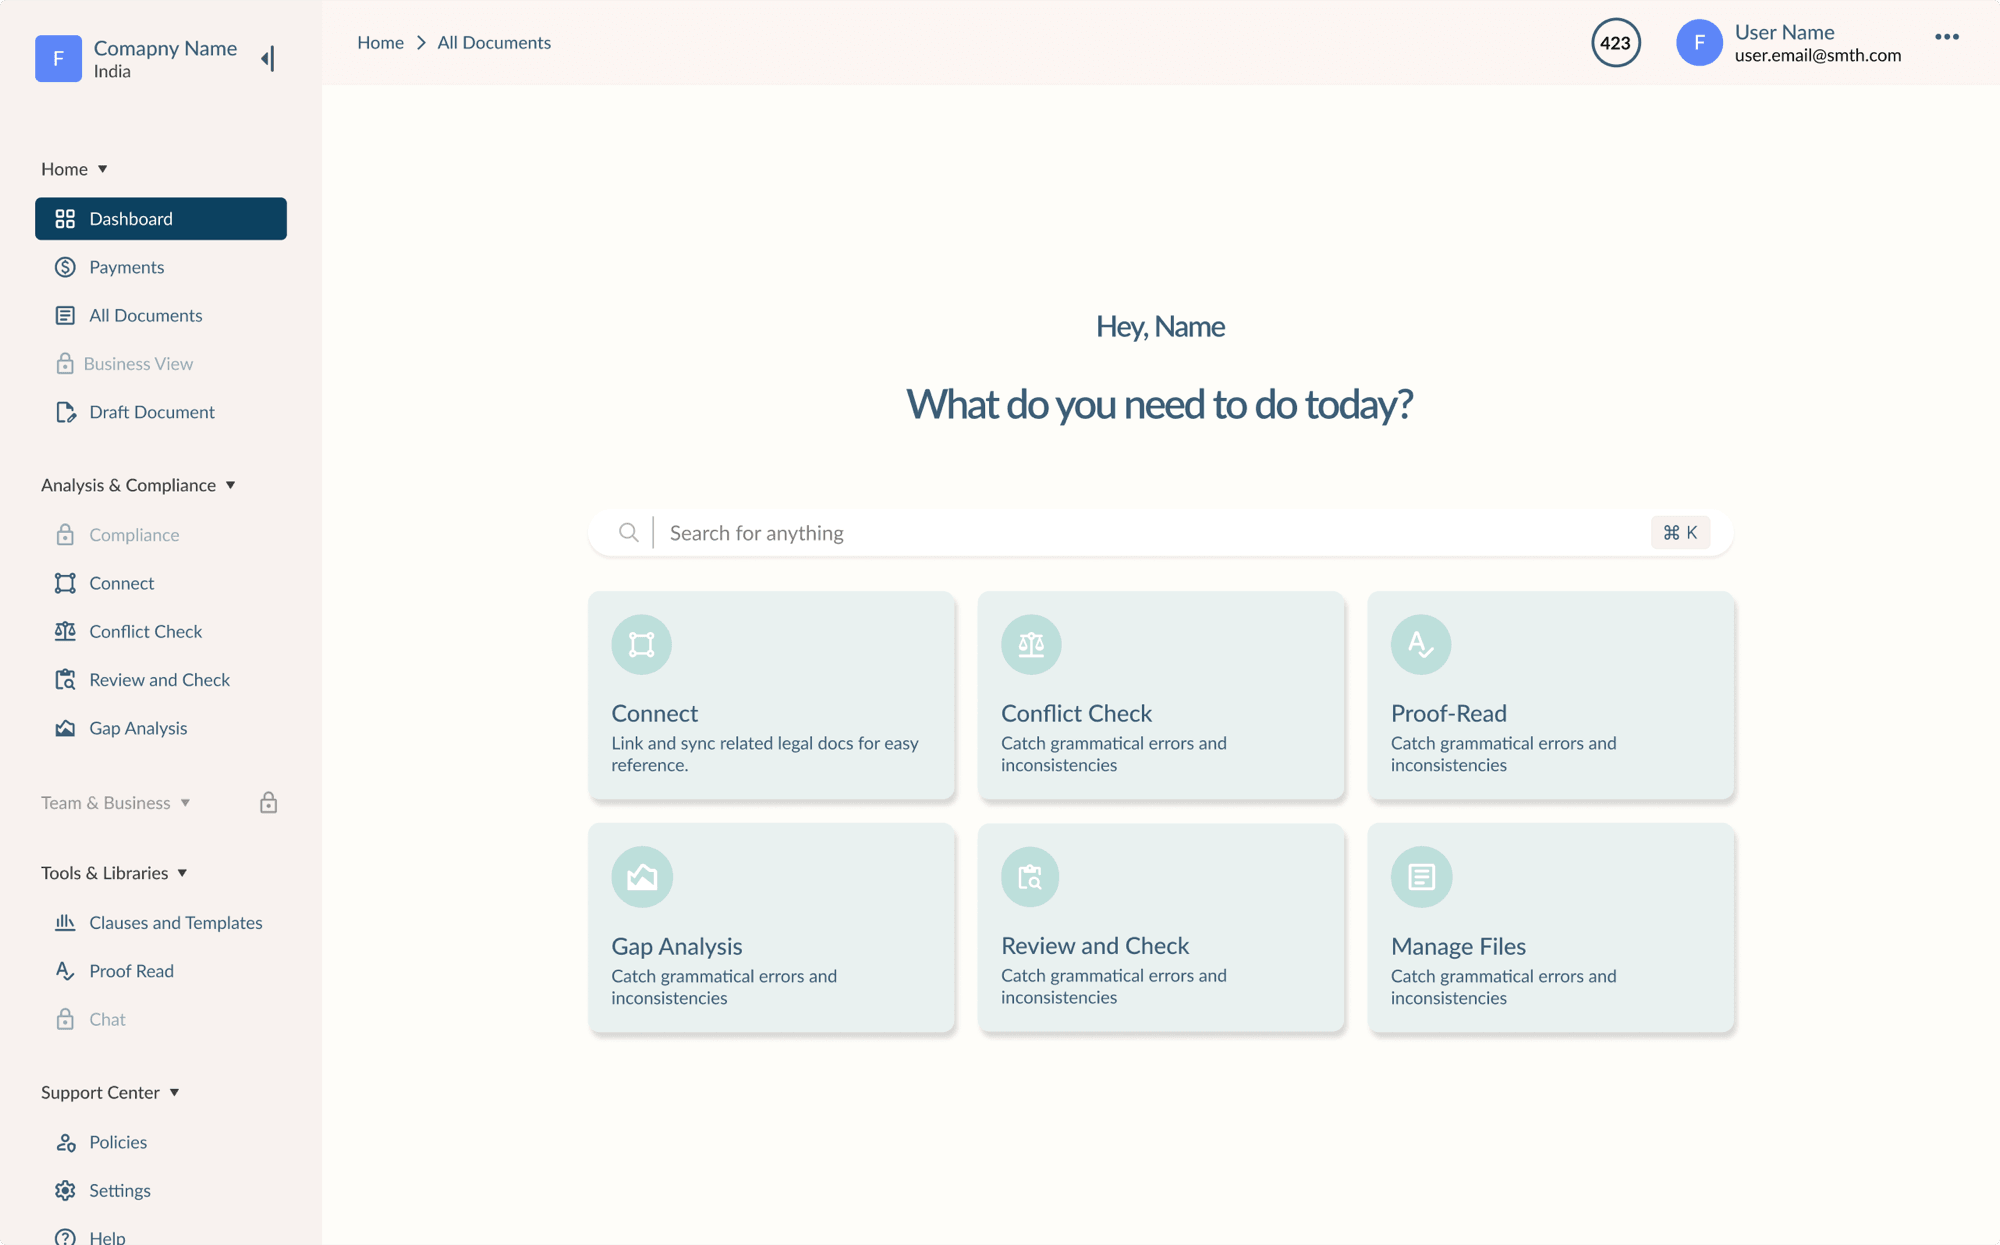 F
Comapny Name
India
Home
Dashboard
Payments
All Documents
Business View
Draft Document
Analysis & Compliance
Compliance
Connect
Conflict Check
Review and Check
Gap Analysis
Team & Business
Tools & Libraries
Clauses and Templates
Proof Read
Chat
Support Center
Policies
Settings
Help
Home > All Documents
423
F
User Name
user.email@smth.com
Hey, Name
What do you need to do today?
Search for anything
⌘ K
Connect
Link and sync related legal docs for easy
reference.
Conflict Check
Catch grammatical errors and
inconsistencies
Proof-Read
Catch grammatical errors and
inconsistencies
Gap Analysis
Catch grammatical errors and
inconsistencies
Review and Check
Catch grammatical errors and
inconsistencies
Manage Files
Catch grammatical errors and
inconsistencies